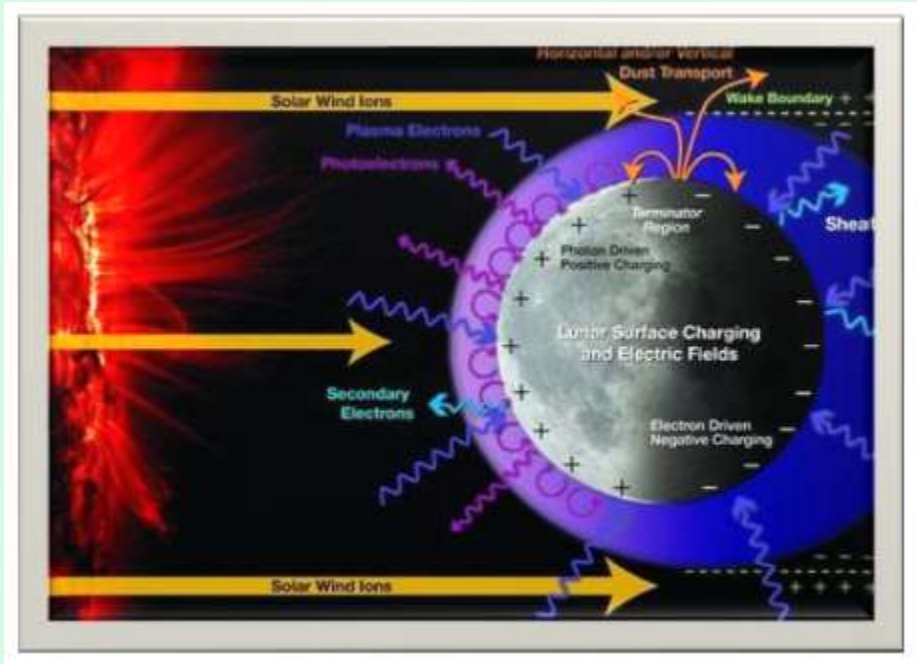 Horizontal and/or Vertical
Dust Transport
Solar Wind Ions
Wake Boundary
Plasma Electrons
Photoelectrons
Terminator
Region
Sheat
Photon Driven
Positive Charging
Lunar Surface Charging
and Electric Fields
Secondary
Electrons
Electron Driven
Negative Charging
Solar Wind Ions